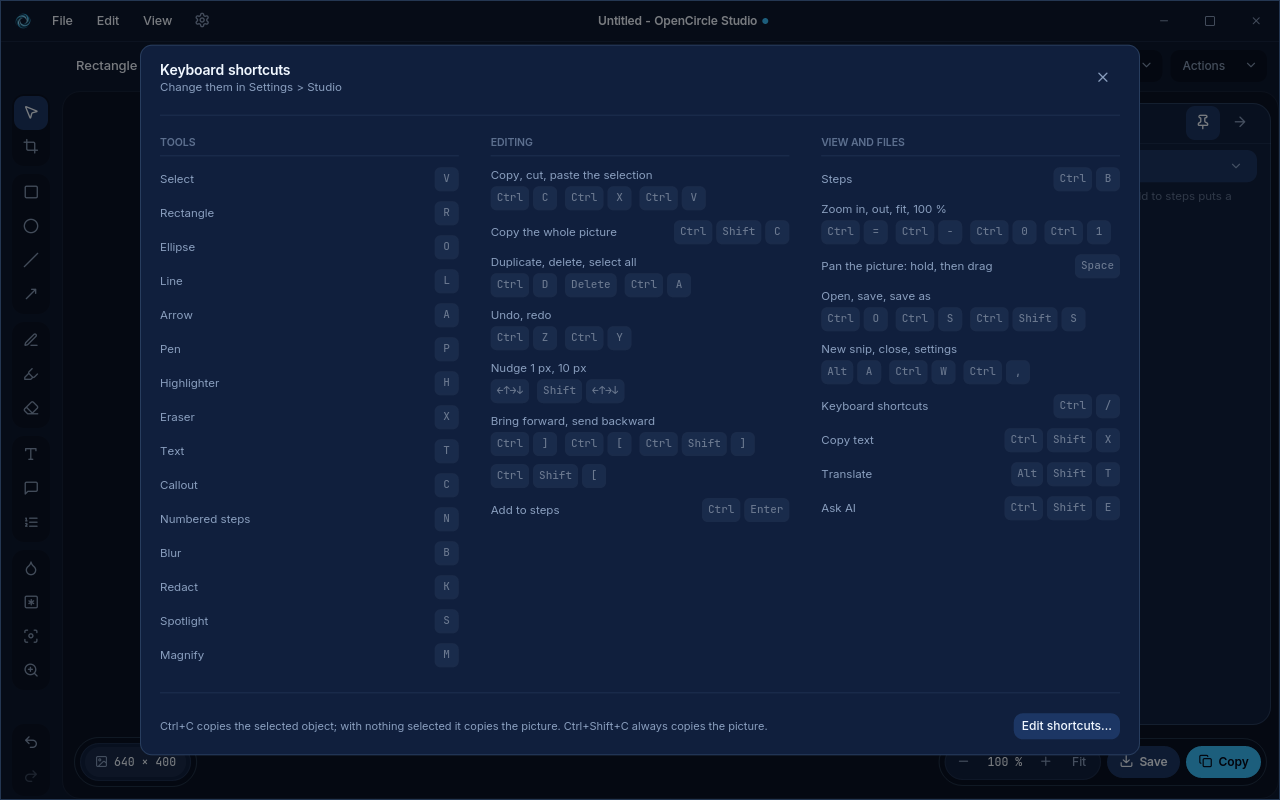 File Edit View
Untitled - OpenCircle Studio
Rectangle
Actions
Keyboard shortcuts
Change them in Settings > Studio
TOOLS
Select V
Rectangle R
Ellipse O
Line L
Arrow A
Pen P
Highlighter H
Eraser X
Text T
Callout C
Numbered steps N
Blur B
Redact K
Spotlight S
Magnify M
EDITING
Copy, cut, paste the selection
Ctrl C Ctrl X Ctrl V
Copy the whole picture Ctrl Shift C
Duplicate, delete, select all
Ctrl D Delete Ctrl A
Undo, redo
Ctrl Z Ctrl Y
Nudge 1 px, 10 px
←↑→↓ Shift ←↑→↓
Bring forward, send backward
Ctrl ] Ctrl [ Ctrl Shift ]
Ctrl Shift [
Add to steps Ctrl Enter
VIEW AND FILES
Steps Ctrl B
Zoom in, out, fit, 100 %
Ctrl = Ctrl - Ctrl 0 Ctrl 1
Pan the picture: hold, then drag Space
Open, save, save as
Ctrl O Ctrl S Ctrl Shift S
New snip, close, settings
Alt A Ctrl W Ctrl ,
Keyboard shortcuts Ctrl /
Copy text Ctrl Shift X
Translate Alt Shift T
Ask AI Ctrl Shift E
d to steps puts a
Ctrl+C copies the selected object; with nothing selected it copies the picture. Ctrl+Shift+C always copies the picture.
Edit shortcuts...
640 × 400
100 %
Fit
Save
Copy